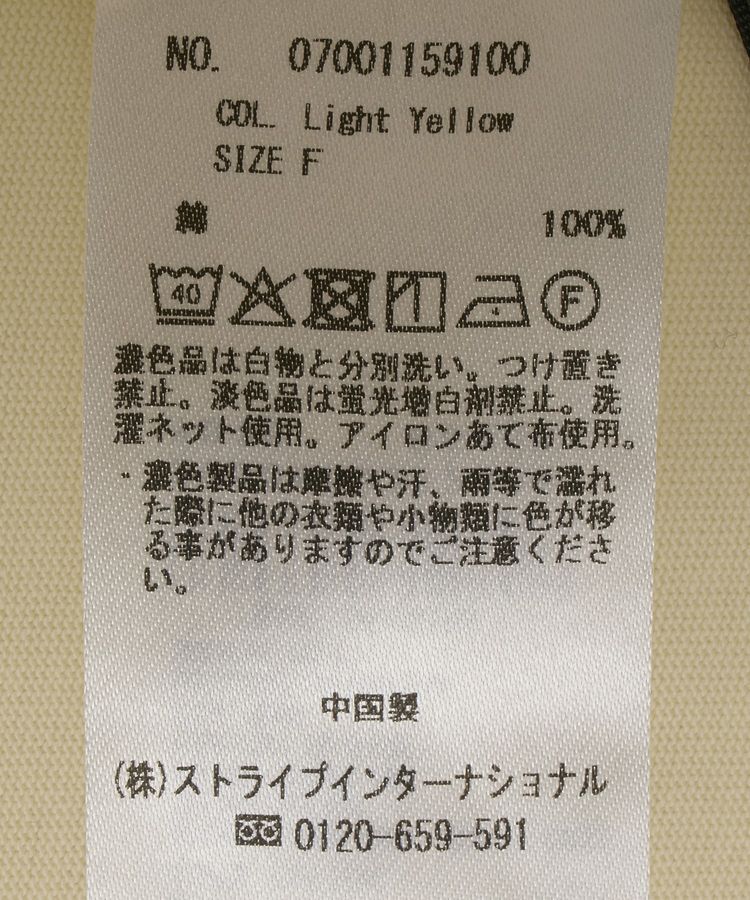 NO. 07001159100
COL. Light Yellow
SIZE F
綿 100%
40 F
濃色品は白物と分別洗い。つけ置き
禁止。淡色品は蛍光増白剤禁止。洗
濯ネット使用。アイロンあて布使用。
・濃色製品は摩擦や汗、雨等で濡れ
た際に他の衣類や小物類に色が移
る事がありますのでご注意くださ
い。
中国製
(株)ストライプインターナショナル
0120-659-591